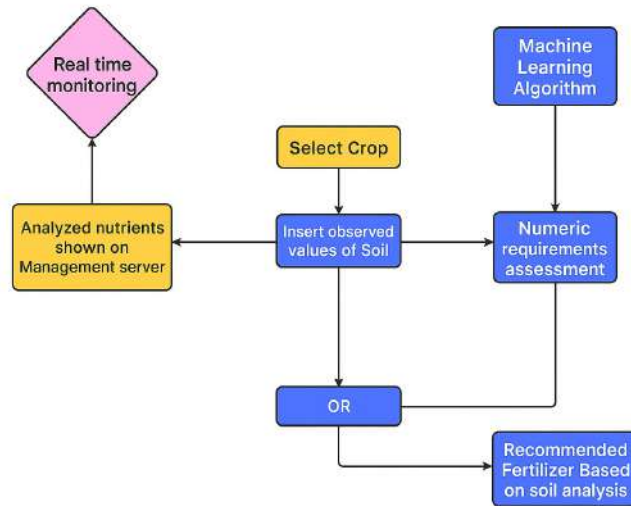 Real time
monitoring
Machine
Learning
Algorithm
Select Crop
Analyzed nutrients
shown on
Management server
Insert observed
values of Soil
Numeric
requirements
assessment
OR
Recommended
Fertilizer Based
on soil analysis